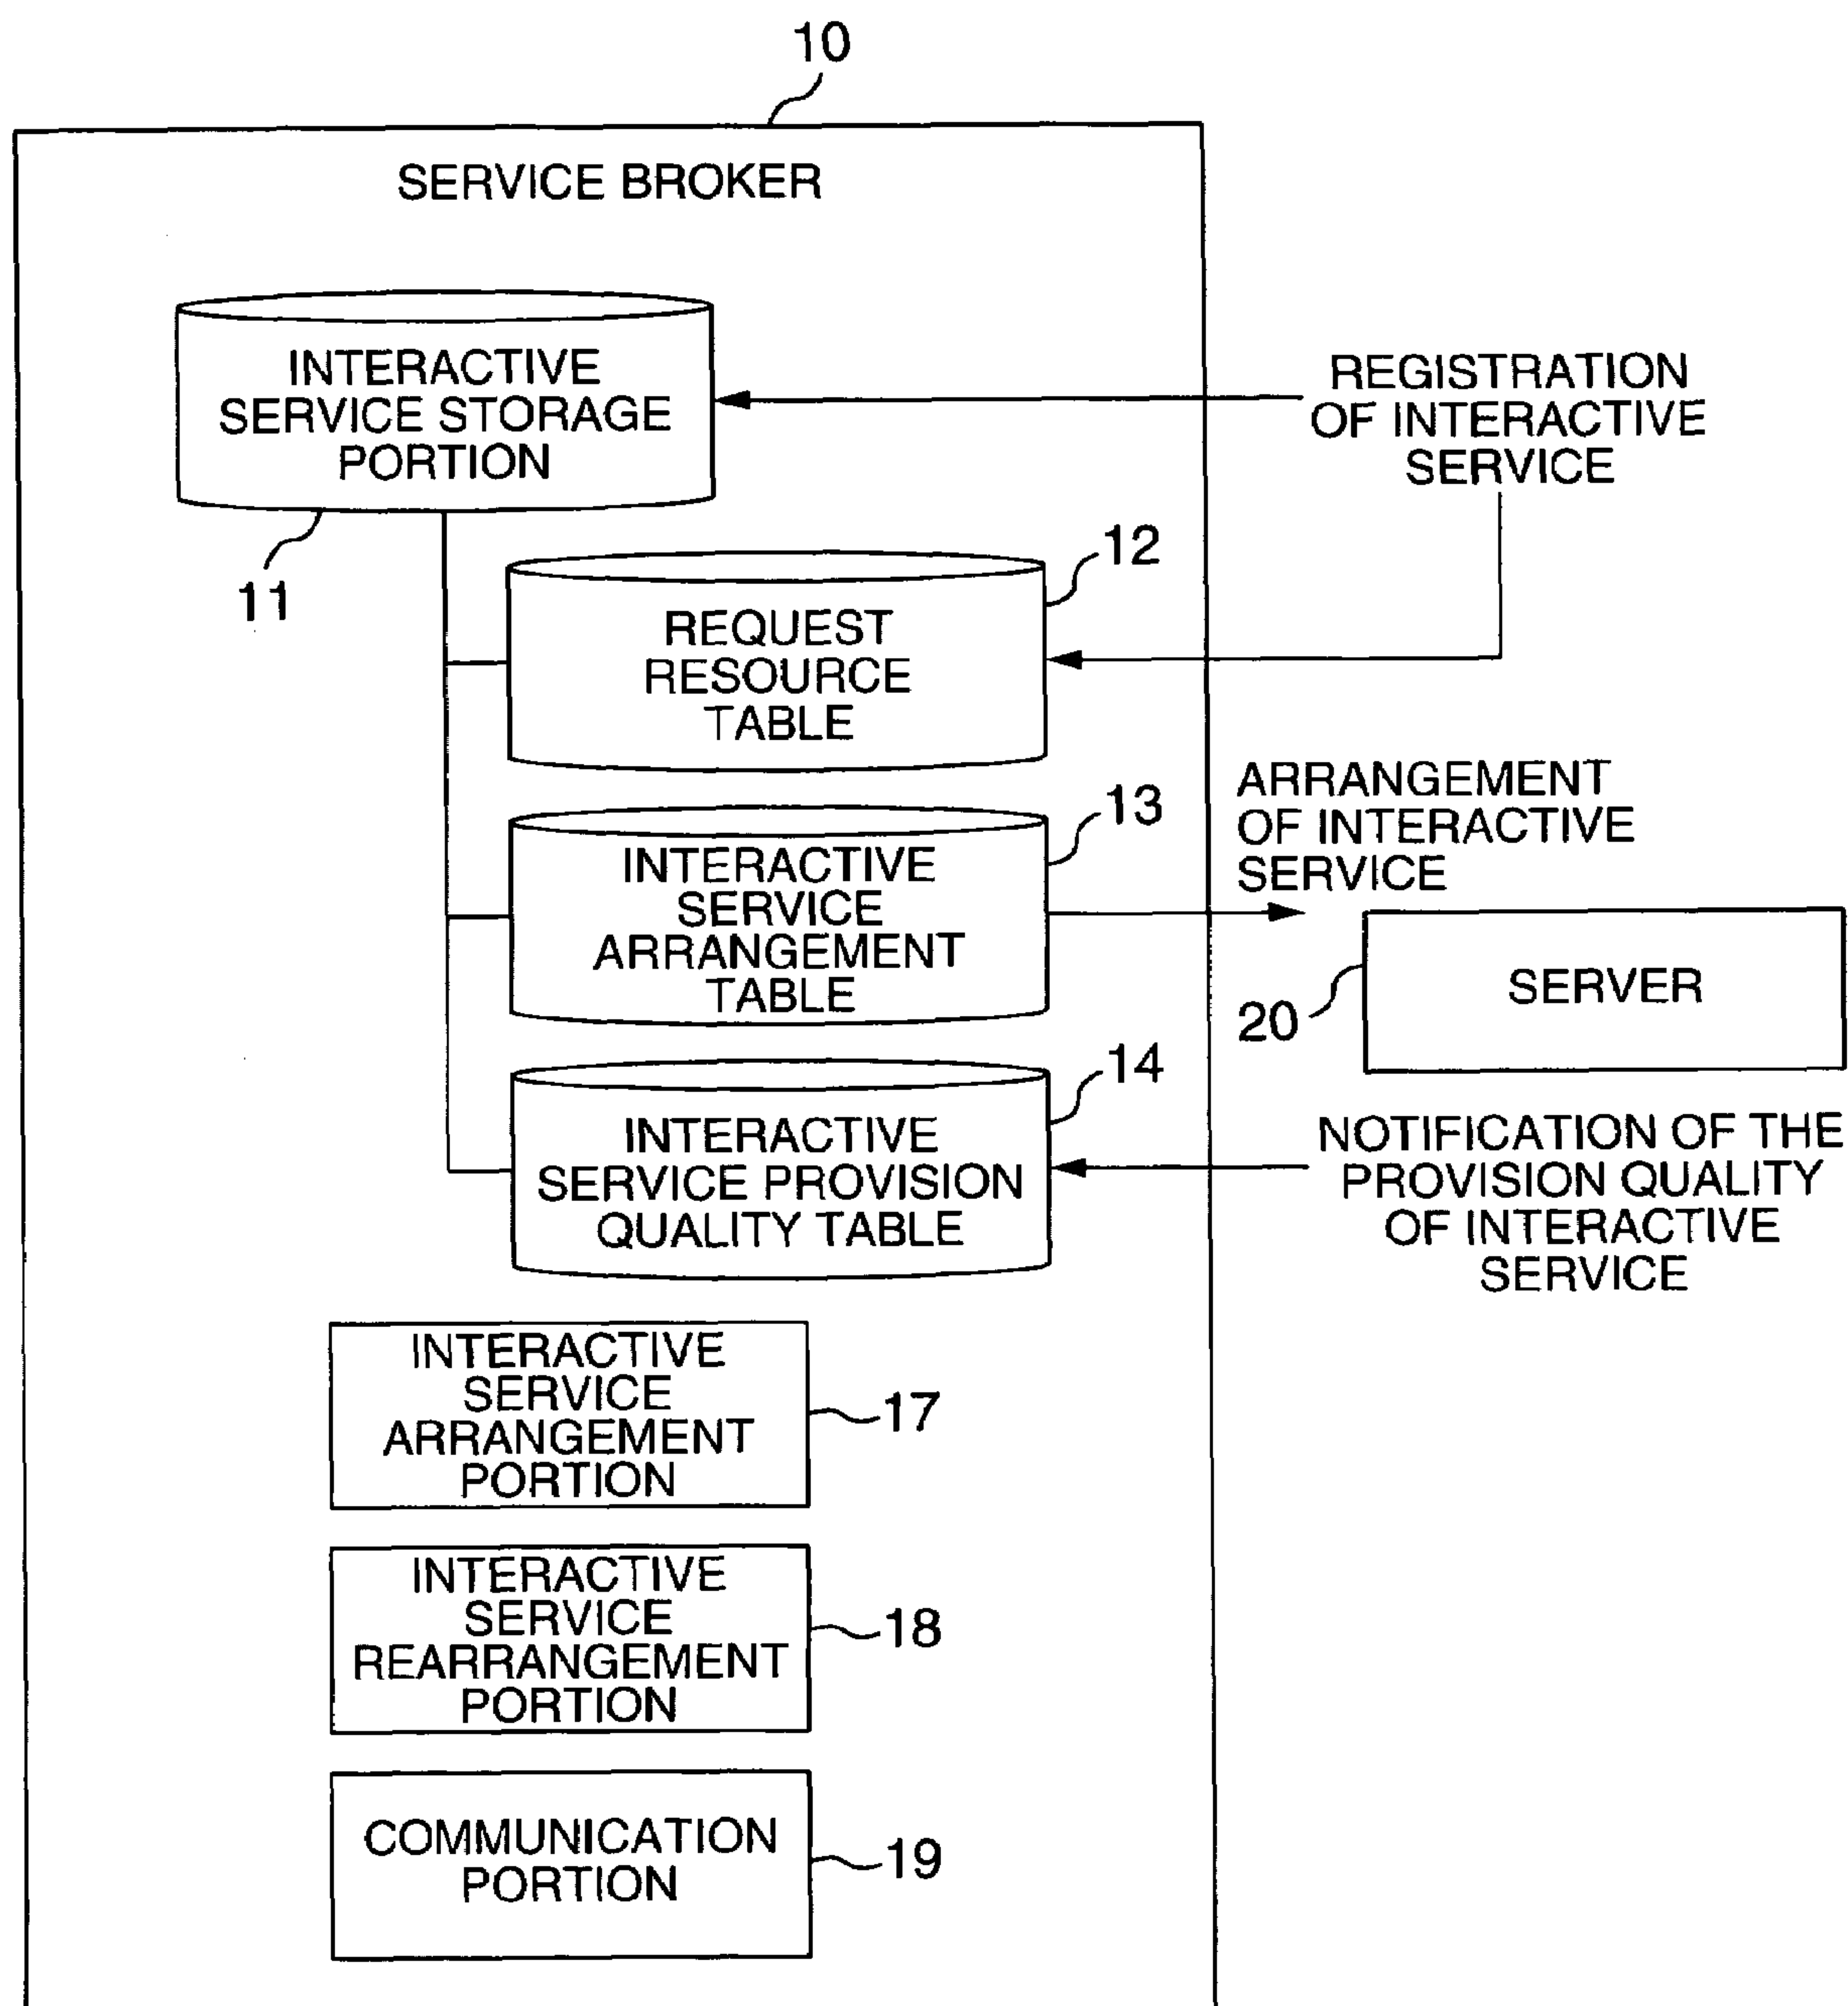 10
SERVICE BROKER
INTERACTIVE
SERVICE STORAGE
PORTION
11
REGISTRATION
OF INTERACTIVE
SERVICE
12
REQUEST
RESOURCE
TABLE
13
INTERACTIVE
SERVICE
ARRANGEMENT
TABLE
ARRANGEMENT
OF INTERACTIVE
SERVICE
SERVER
20
14
INTERACTIVE
SERVICE PROVISION
QUALITY TABLE
NOTIFICATION OF THE
PROVISION QUALITY
OF INTERACTIVE
SERVICE
INTERACTIVE
SERVICE
ARRANGEMENT
PORTION
17
INTERACTIVE
SERVICE
REARRANGEMENT
PORTION
18
COMMUNICATION
PORTION
19